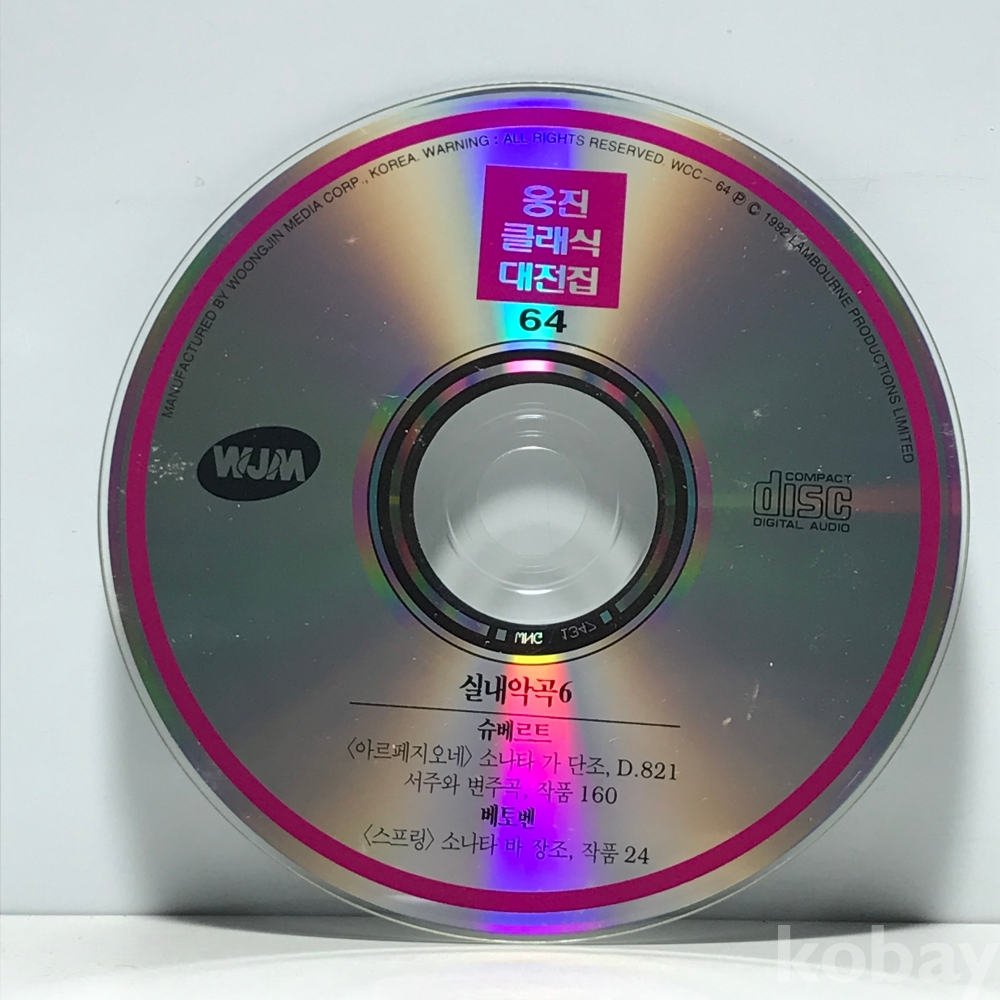 MANUFACTURED BY WOONGJIN MEDIA CORP., KOREA. WARNING : ALL RIGHTS RESERVED. WCC-64 ℗ © 1992 LAMBOURNE PRODUCTIONS LIMITED
웅진
클래식
대전집
64
WJM
COMPACT
disc
DIGITAL AUDIO
1347
실내악곡6
슈베르트
〈아르페지오네〉 소나타 가 단조, D.821
서주와 변주곡, 작품 160
베토벤
〈스프링〉 소나타 바 장조, 작품 24
kobay